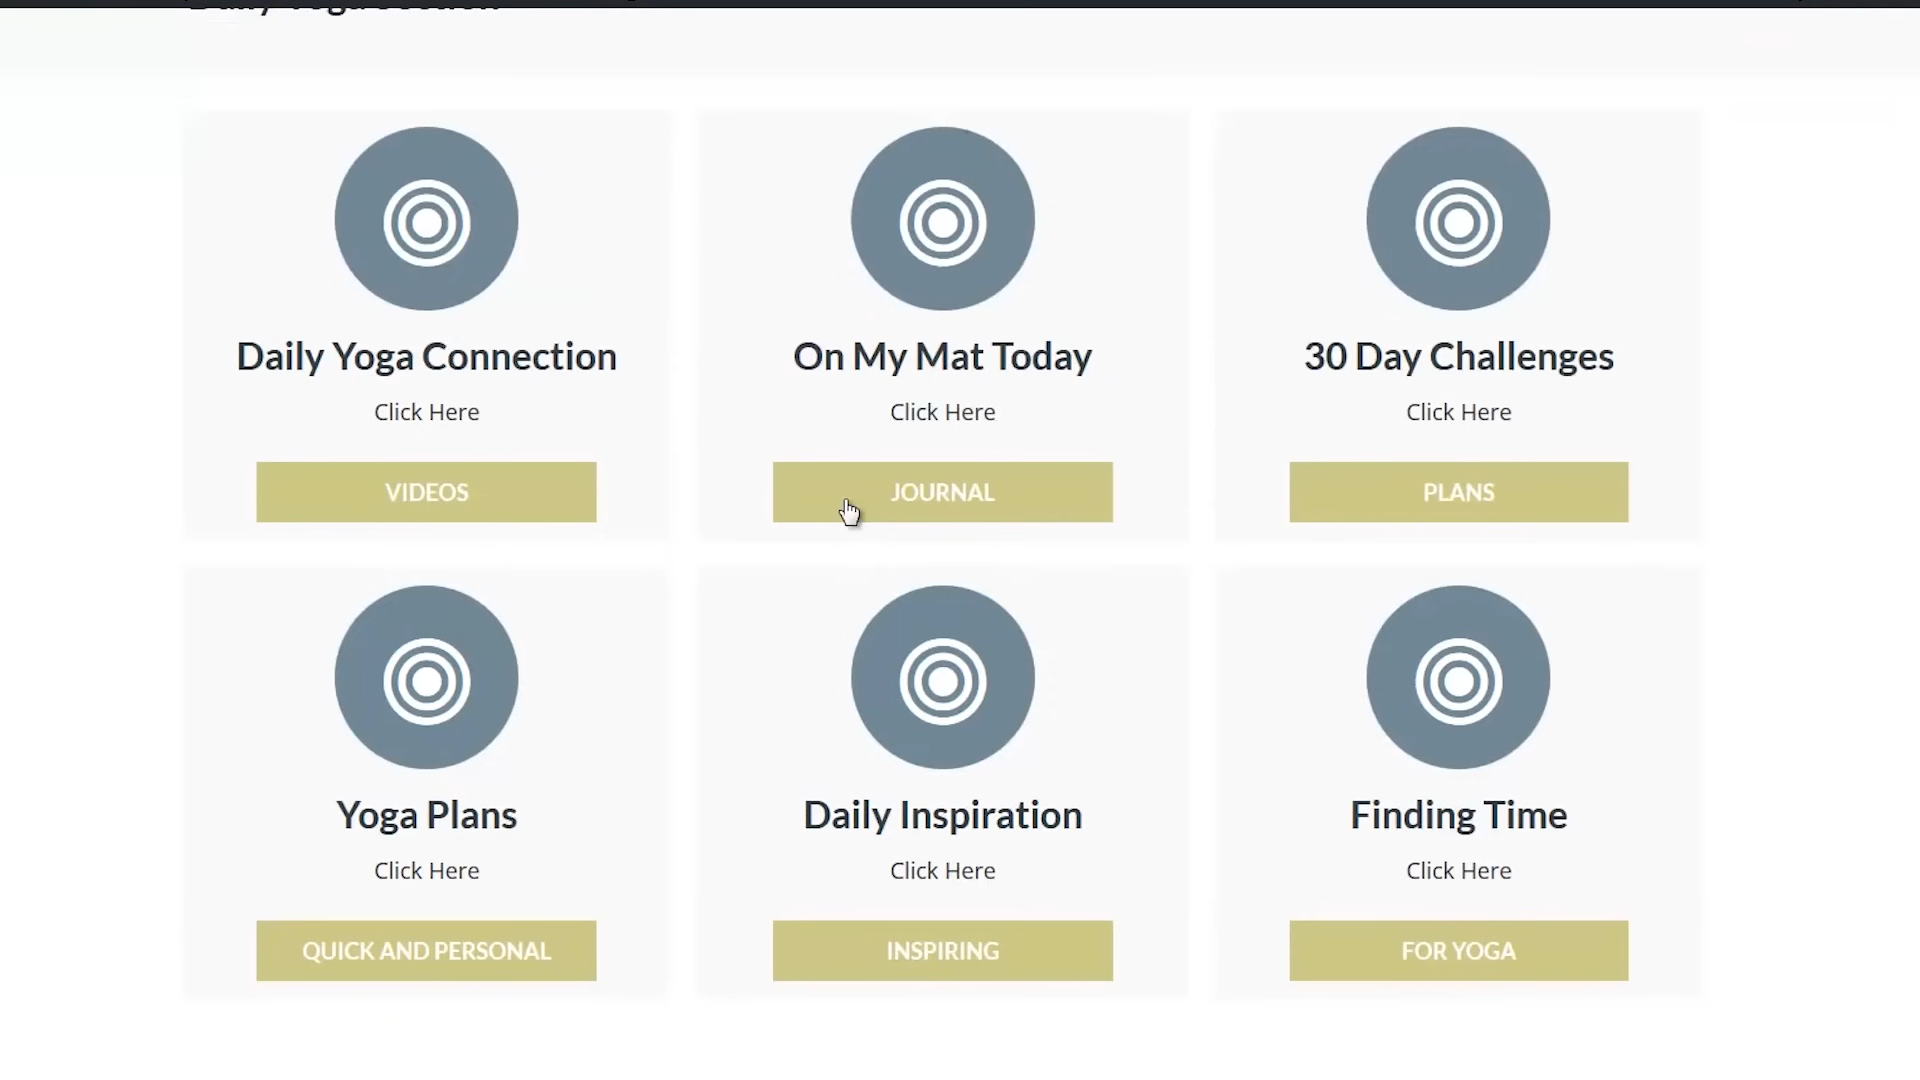 Daily Yoga Connection
Click Here
VIDEOS
On My Mat Today
Click Here
JOURNAL
30 Day Challenges
Click Here
PLANS
Yoga Plans
Click Here
QUICK AND PERSONAL
Daily Inspiration
Click Here
INSPIRING
Finding Time
Click Here
FOR YOGA